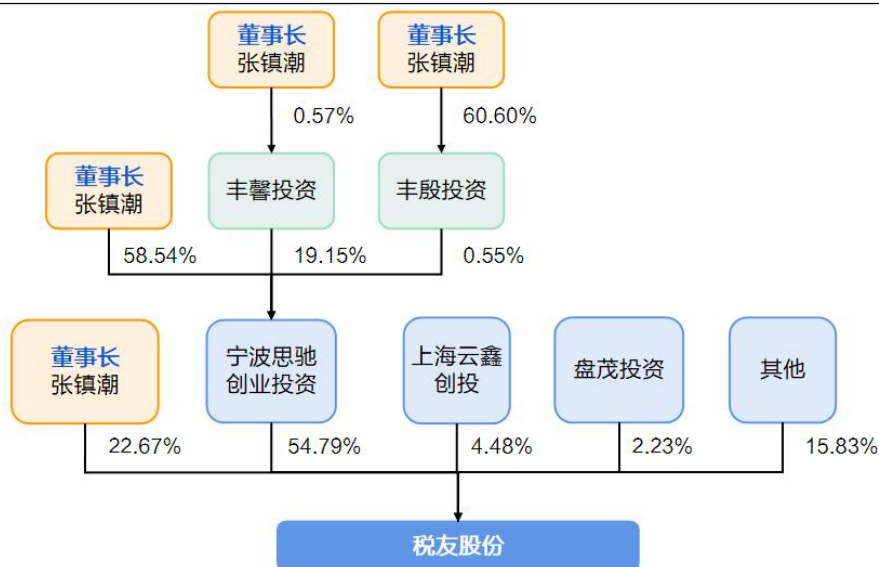 董事长
张镇潮
董事长
张镇潮
0.57%
60.60%
董事长
张镇潮
丰馨投资
丰殷投资
58.54%
19.15%
0.55%
董事长
张镇潮
宁波思驰
创业投资
上海云鑫
创投
盘茂投资
其他
22.67%
54.79%
4.48%
2.23%
15.83%
税友股份